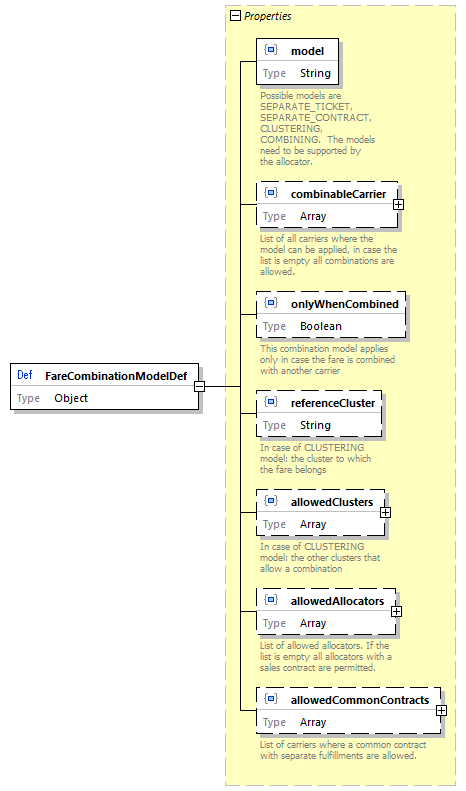 Properties
model
Type String
Possible models are
SEPARATE_TICKET,
SEPARATE_CONTRACT,
CLUSTERING,
COMBINING. The models
need to be supported by
the allocator.
combinableCarrier
Type Array
List of all carriers where the
model can be applied, in case the
list is empty all combinations are
allowed.
onlyWhenCombined
Type Boolean
This combination model applies
only in case the fare is combined
with another carrier
Def FareCombinationModelDef
Type Object
referenceCluster
Type String
In case of CLUSTERING
model: the cluster to which
the fare belongs
allowedClusters
Type Array
In case of CLUSTERING
model: the other clusters that
allow a combination
allowedAllocators
Type Array
List of allowed allocators. If the
list is empty all allocators with a
sales contract are permitted.
allowedCommonContracts
Type Array
List of carriers where a common contract
with separate fulfillments are allowed.